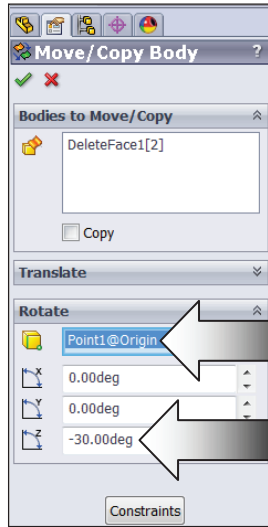 Move/Copy Body ?
Bodies to Move/Copy
DeleteFace1[2]
Copy
Translate
Rotate
Point1@Origin
X 0.00deg
Y 0.00deg
Z -30.00deg
Constraints